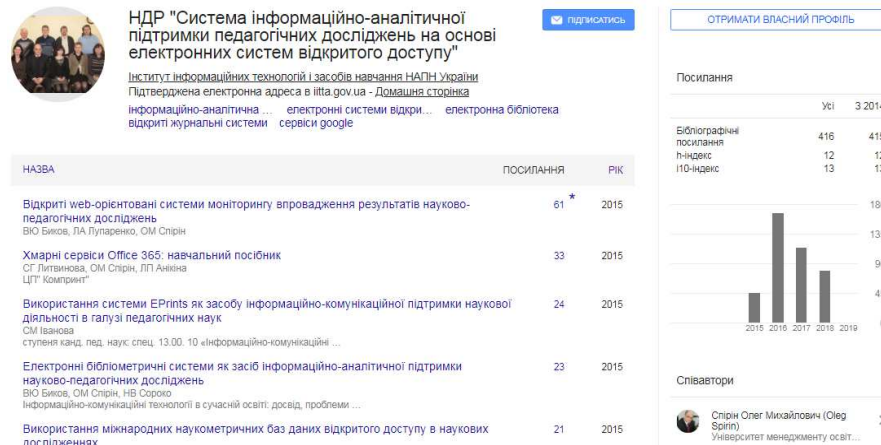 НДР "Система інформаційно-аналітичної
підтримки педагогічних досліджень на основі
електронних систем відкритого доступу"
ПІДПИСАТИСЬ
Інститут інформаційних технологій і засобів навчання НАПН України
Підтверджена електронна адреса в iitta.gov.ua - Домашня сторінка
інформаційно-аналітична ... електронні системи відкри... електронна бібліотека
відкриті журнальні системи сервіси google
НАЗВА ПОСИЛАННЯ РІК
Відкриті web-орієнтовані системи моніторингу впровадження результатів науково- 61 * 2015
педагогічних досліджень
ВЮ Биков, ЛА Лупаренко, ОМ Спірін
Хмарні сервіси Office 365: навчальний посібник 33 2015
СГ Литвинова, ОМ Спірін, ЛП Анікіна
ЦП" Компринт"
Використання системи EPrints як засобу інформаційно-комунікаційної підтримки наукової 24 2015
діяльності в галузі педагогічних наук
СМ Іванова
ступеня канд. пед. наук: спец. 13.00. 10 «Інформаційно-комунікаційні ...
Електронні бібліометричні системи як засіб інформаційно-аналітичної підтримки 23 2015
науково-педагогічних досліджень
ВЮ Биков, ОМ Спірін, НВ Сороко
Інформаційно-комунікаційні технології в сучасній освіті: досвід, проблеми ...
Використання міжнародних наукометричних баз даних відкритого доступу у наукових 21 2015
дослідженнях
ОТРИМАТИ ВЛАСНИЙ ПРОФІЛЬ
Посилання
Усі З 2014
Бібліографічні
посилання 416 415
h-індекс 12 12
i10-індекс 13 13
2015 2016 2017 2018 2019
Співавтори
Спірін Олег Михайлович (Oleg
Spirin)
Університет менеджменту освіт...